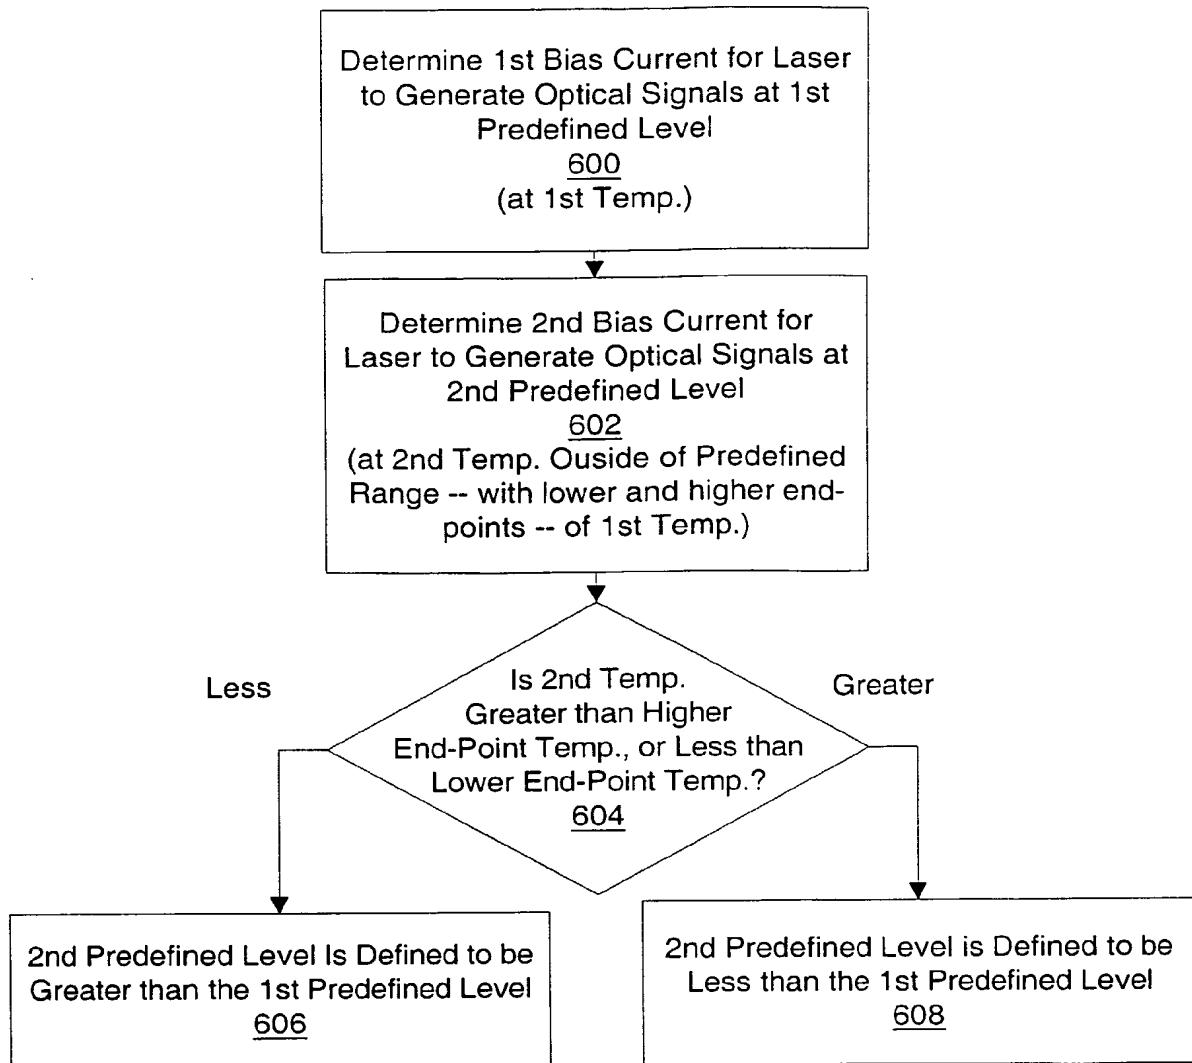 Determine 1st Bias Current for Laser
to Generate Optical Signals at 1st
Predefined Level
600
(at 1st Temp.)
Determine 2nd Bias Current for
Laser to Generate Optical Signals at
2nd Predefined Level
602
(at 2nd Temp. Ouside of Predefined
Range -- with lower and higher end-
points -- of 1st Temp.)
Less
Greater
Is 2nd Temp.
Greater than Higher
End-Point Temp., or Less than
Lower End-Point Temp.?
604
2nd Predefined Level Is Defined to be
Greater than the 1st Predefined Level
606
2nd Predefined Level is Defined to be
Less than the 1st Predefined Level
608